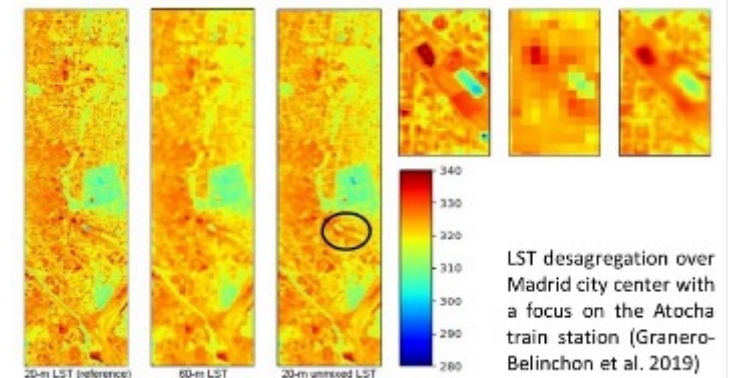 340
330
320
310
300
290
280
LST desagregation over
Madrid city center with
a focus on the Atocha
train station (Granero-
Belinchon et al. 2019)
20-m LST (reference)
60-m LST
20-m unmixed LST